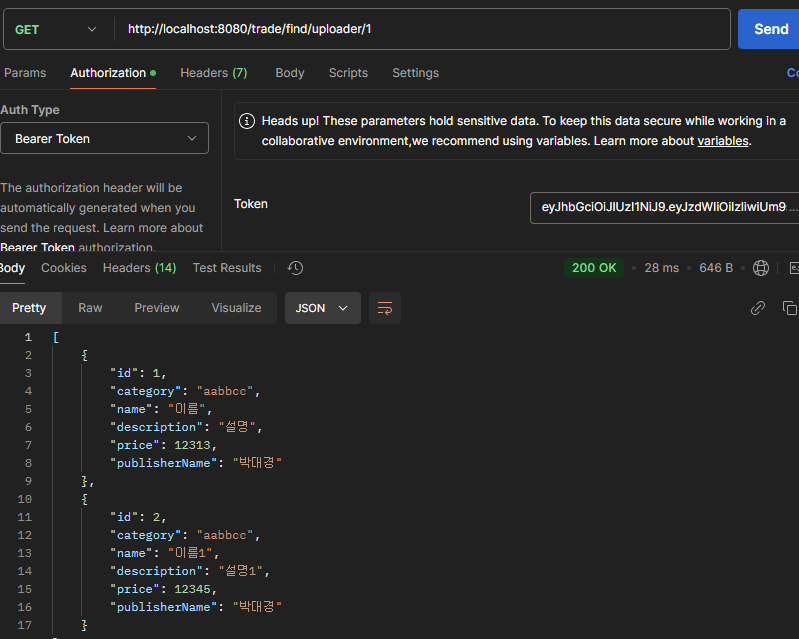 GET http://localhost:8080/trade/find/uploader/1 Send
Params Authorization Headers (7) Body Scripts Settings
Auth Type
Bearer Token
Heads up! These parameters hold sensitive data. To keep this data secure while working in a
collaborative environment,we recommend using variables. Learn more about variables.
The authorization header will be
automatically generated when you
send the request. Learn more about
Bearer Token authorization.
Token eyJhbGciOiJIUzI1NiJ9.eyJzdWIiOiIzIiwiUm9...
Body Cookies Headers (14) Test Results 200 OK 28 ms 646 B
Pretty Raw Preview Visualize JSON
1 [
2 {
3 "id": 1,
4 "category": "aabbcc",
5 "name": "이름",
6 "description": "설명",
7 "price": 12313,
8 "publisherName": "박대경"
9 },
10 {
11 "id": 2,
12 "category": "aabbcc",
13 "name": "이름1",
14 "description": "설명1",
15 "price": 12345,
16 "publisherName": "박대경"
17 }